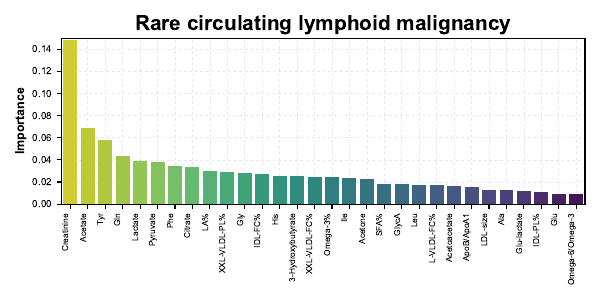 Rare circulating lymphoid malignancy
Importance
0.14
0.12
0.10
0.08
0.06
0.04
0.02
0.00
Creatinine
Acetate
Tyr
Gln
Lactate
Pyruvate
Phe
Citrate
LA%
XXL-VLDL-PL%
Gly
IDL-FC%
His
3-Hydroxybutyrate
XXL-VLDL-FC%
Omega-3%
Ile
Acetone
SFA%
GlycA
Leu
L-VLDL-FC%
Acetoacetate
ApoB/ApoA1
LDL-size
Ala
Glu-lactate
IDL-PL%
Glu
Omega-6/Omega-3